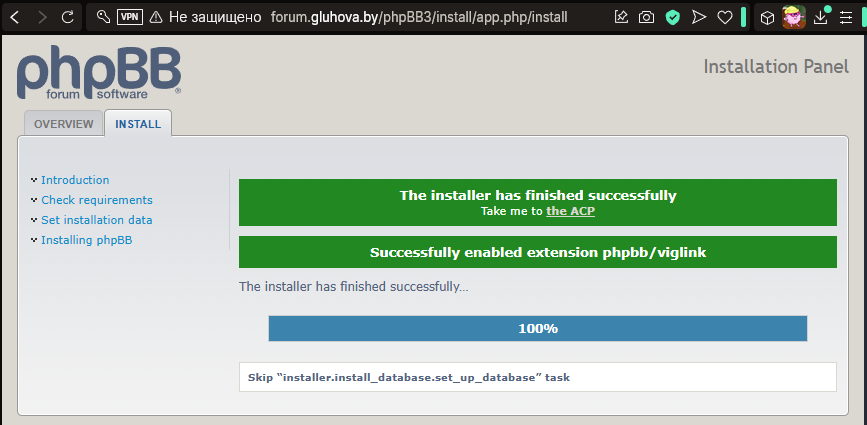 VPN Не защищено forum.gluhova.by/phpBB3/install/app.php/install
phpBB®
forum software
Installation Panel
OVERVIEW INSTALL
Introduction
Check requirements
Set installation data
Installing phpBB
The installer has finished successfully
Take me to the ACP
Successfully enabled extension phpbb/viglink
The installer has finished successfully…
100%
Skip “installer.install_database.set_up_database” task